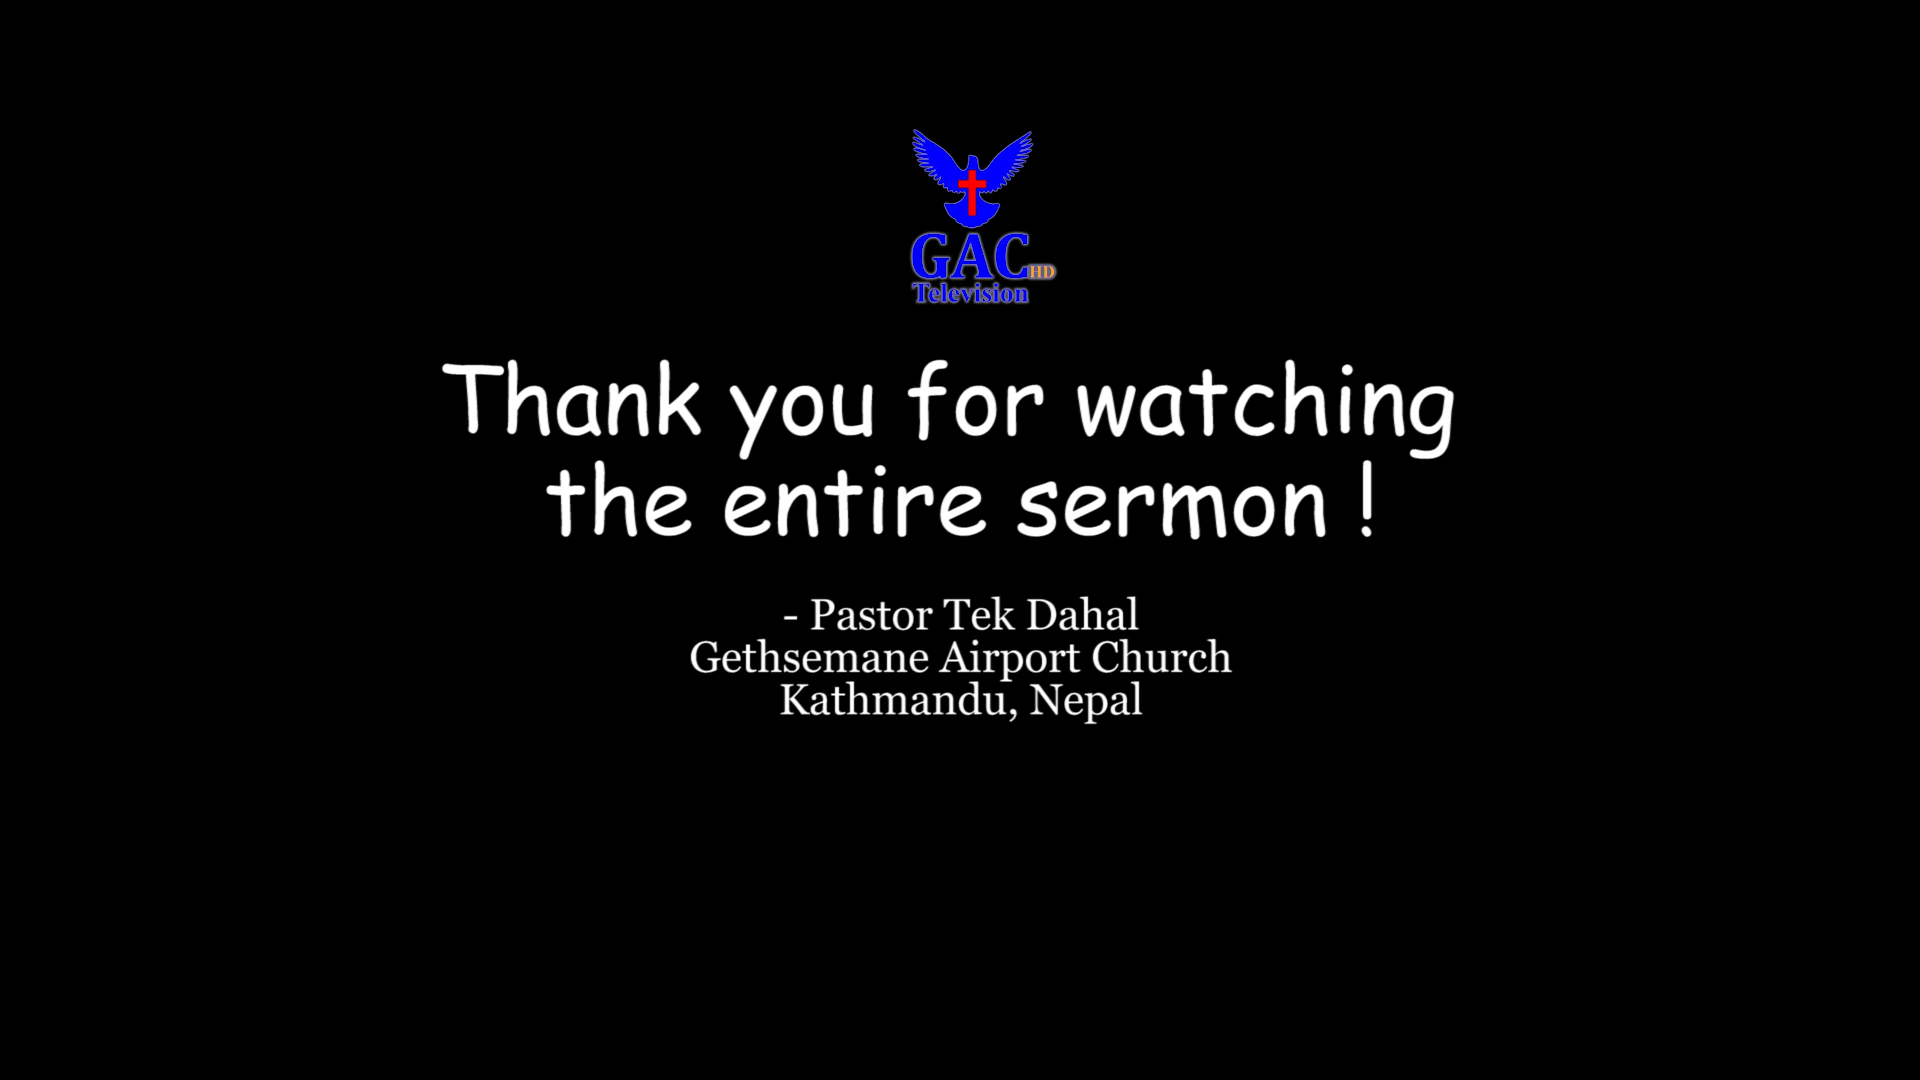 GAC HD
Television
Thank you for watching
the entire sermon !
- Pastor Tek Dahal
Gethsemane Airport Church
Kathmandu, Nepal